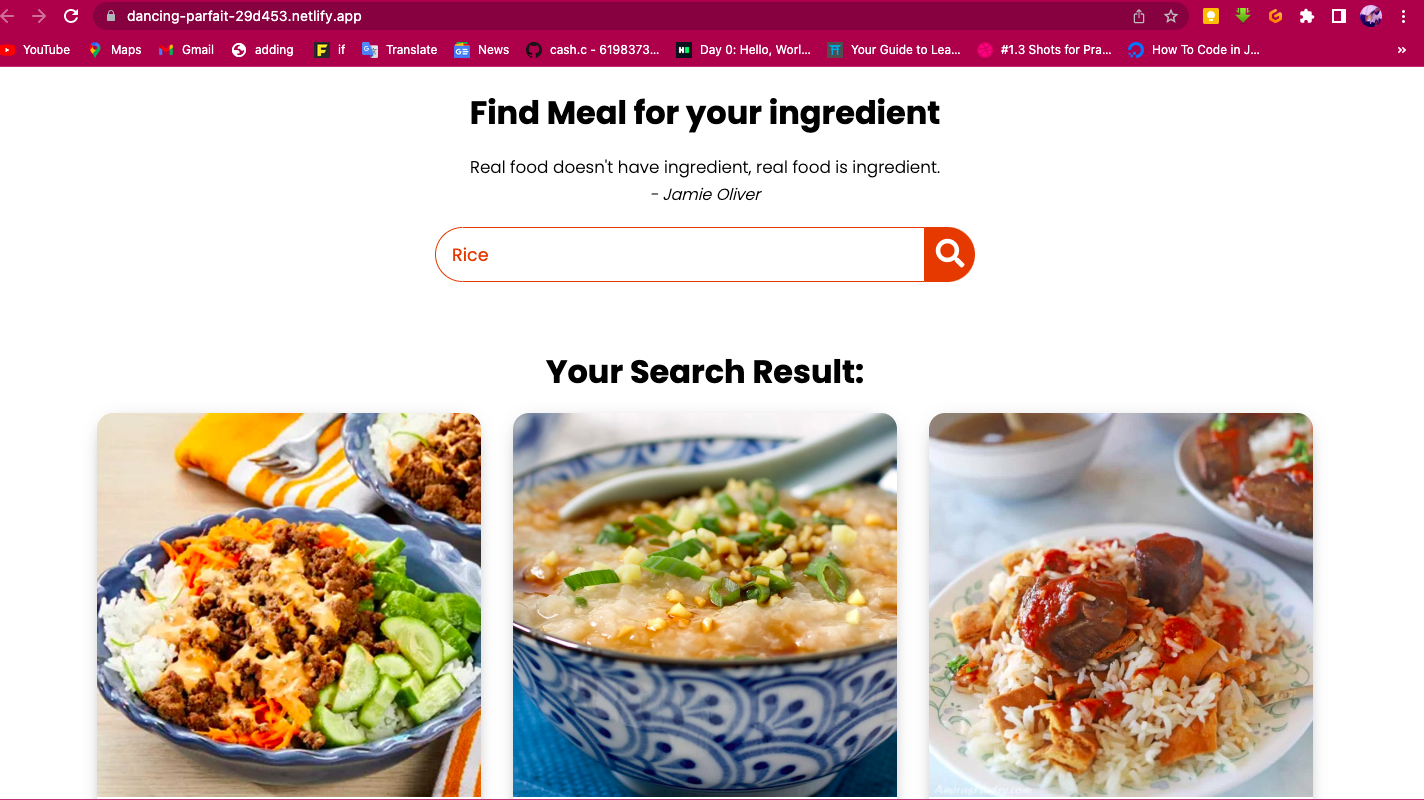 dancing-parfait-29d453.netlify.app
YouTube Maps Gmail adding if Translate News cash.c - 6198373... Day 0: Hello, Worl... Your Guide to Lea... #1.3 Shots for Pra... How To Code in J... »
Find Meal for your ingredient
Real food doesn't have ingredient, real food is ingredient.
- Jamie Oliver
Rice
Your Search Result: